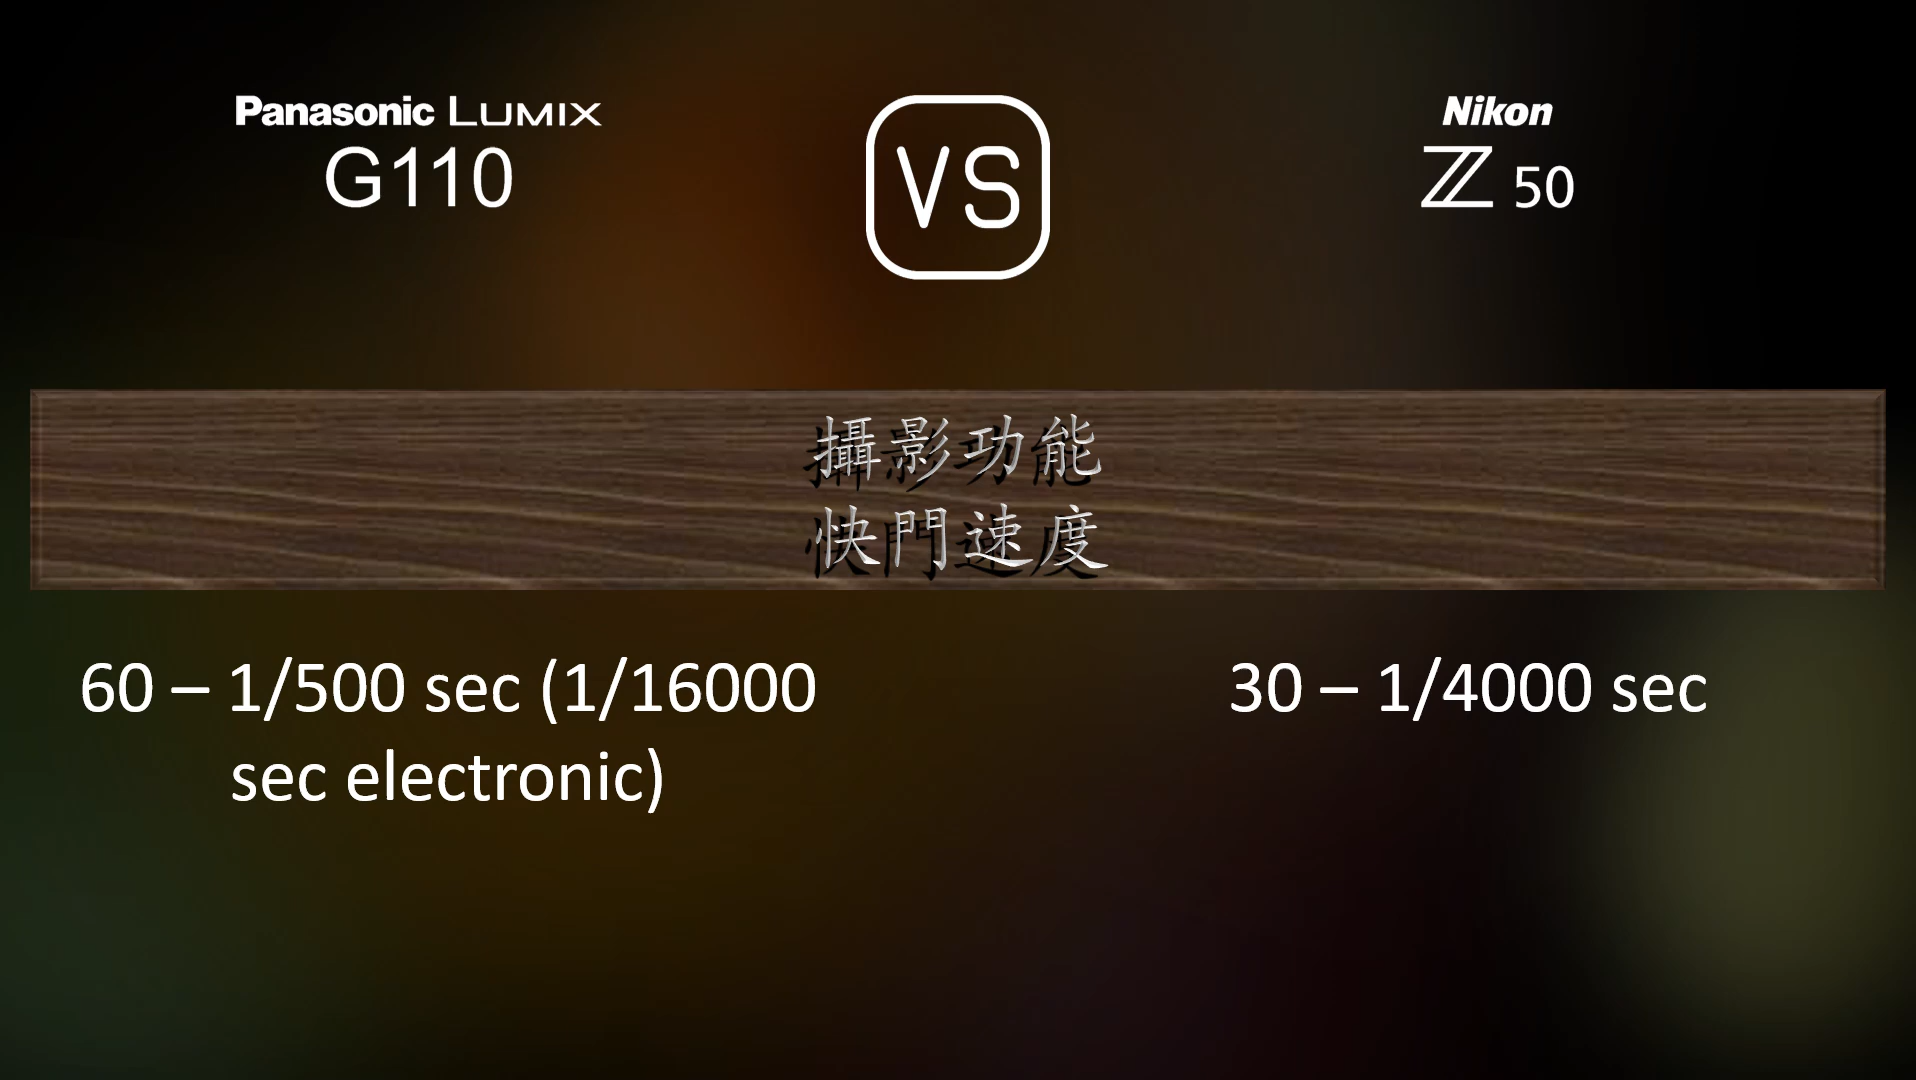 Panasonic LUMIX
G110
VS
Nikon
Z 50
攝影功能
快門速度
60 – 1/500 sec (1/16000
sec electronic)
30 – 1/4000 sec